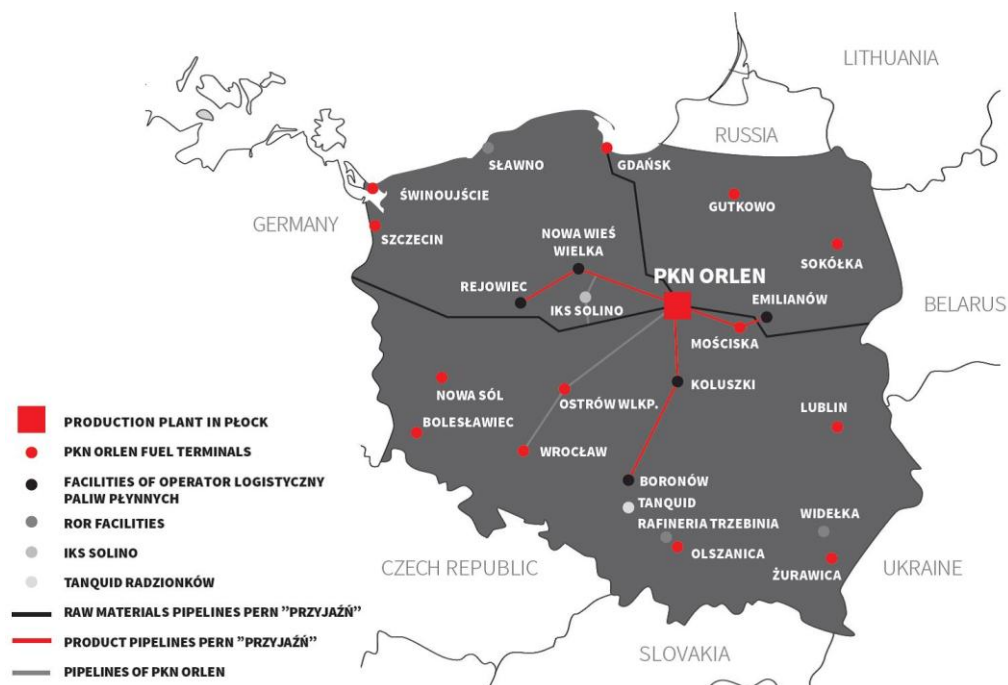 LITHUANIA
RUSSIA
SŁAWNO
GDAŃSK
ŚWINOUJŚCIE
GUTKOWO
GERMANY
SZCZECIN
NOWA WIEŚ
WIELKA
SOKÓŁKA
PKN ORLEN
REJOWIEC
EMILIANÓW
BELARUS
IKS SOLINO
MOŚCISKA
NOWA SÓL
OSTRÓW WLKP.
KOLUSZKI
LUBLIN
BOLESŁAWIEC
WROCŁAW
BORONÓW
TANQUID
RAFINERIA TRZEBINIA
WIDEŁKA
OLSZANICA
ŻURAWICA
CZECH REPUBLIC
UKRAINE
SLOVAKIA
PRODUCTION PLANT IN PŁOCK
PKN ORLEN FUEL TERMINALS
FACILITIES OF OPERATOR LOGISTYCZNY
PALIW PŁYNNYCH
ROR FACILITIES
IKS SOLINO
TANQUID RADZIONKÓW
RAW MATERIALS PIPELINES PERN ”PRZYJAŹŃ”
PRODUCT PIPELINES PERN ”PRZYJAŹŃ”
PIPELINES OF PKN ORLEN